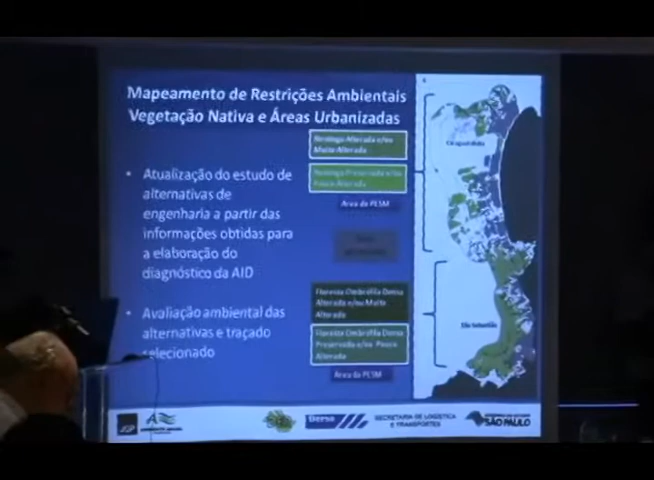 Mapeamento de Restrições Ambientais
Vegetação Nativa e Áreas Urbanizadas
Restinga Alterada e/ou
Muito Alterada
Restinga Preservada e/ou
Pouco Alterada
Área do PESM
• Atualização do estudo de
alternativas de
engenharia a partir das
informações obtidas para
a elaboração do
diagnóstico da AID
Floresta Ombrófila Densa
Alterada e/ou Muito
Alterada
• Avaliação ambiental das
alternativas e traçado
selecionado
Floresta Ombrófila Densa
Preservada e/ou Pouco
Alterada
Área do PESM
Caraguatatuba
São Sebastião
Dersa
SECRETARIA DE LOGÍSTICA
E TRANSPORTES
SÃO PAULO